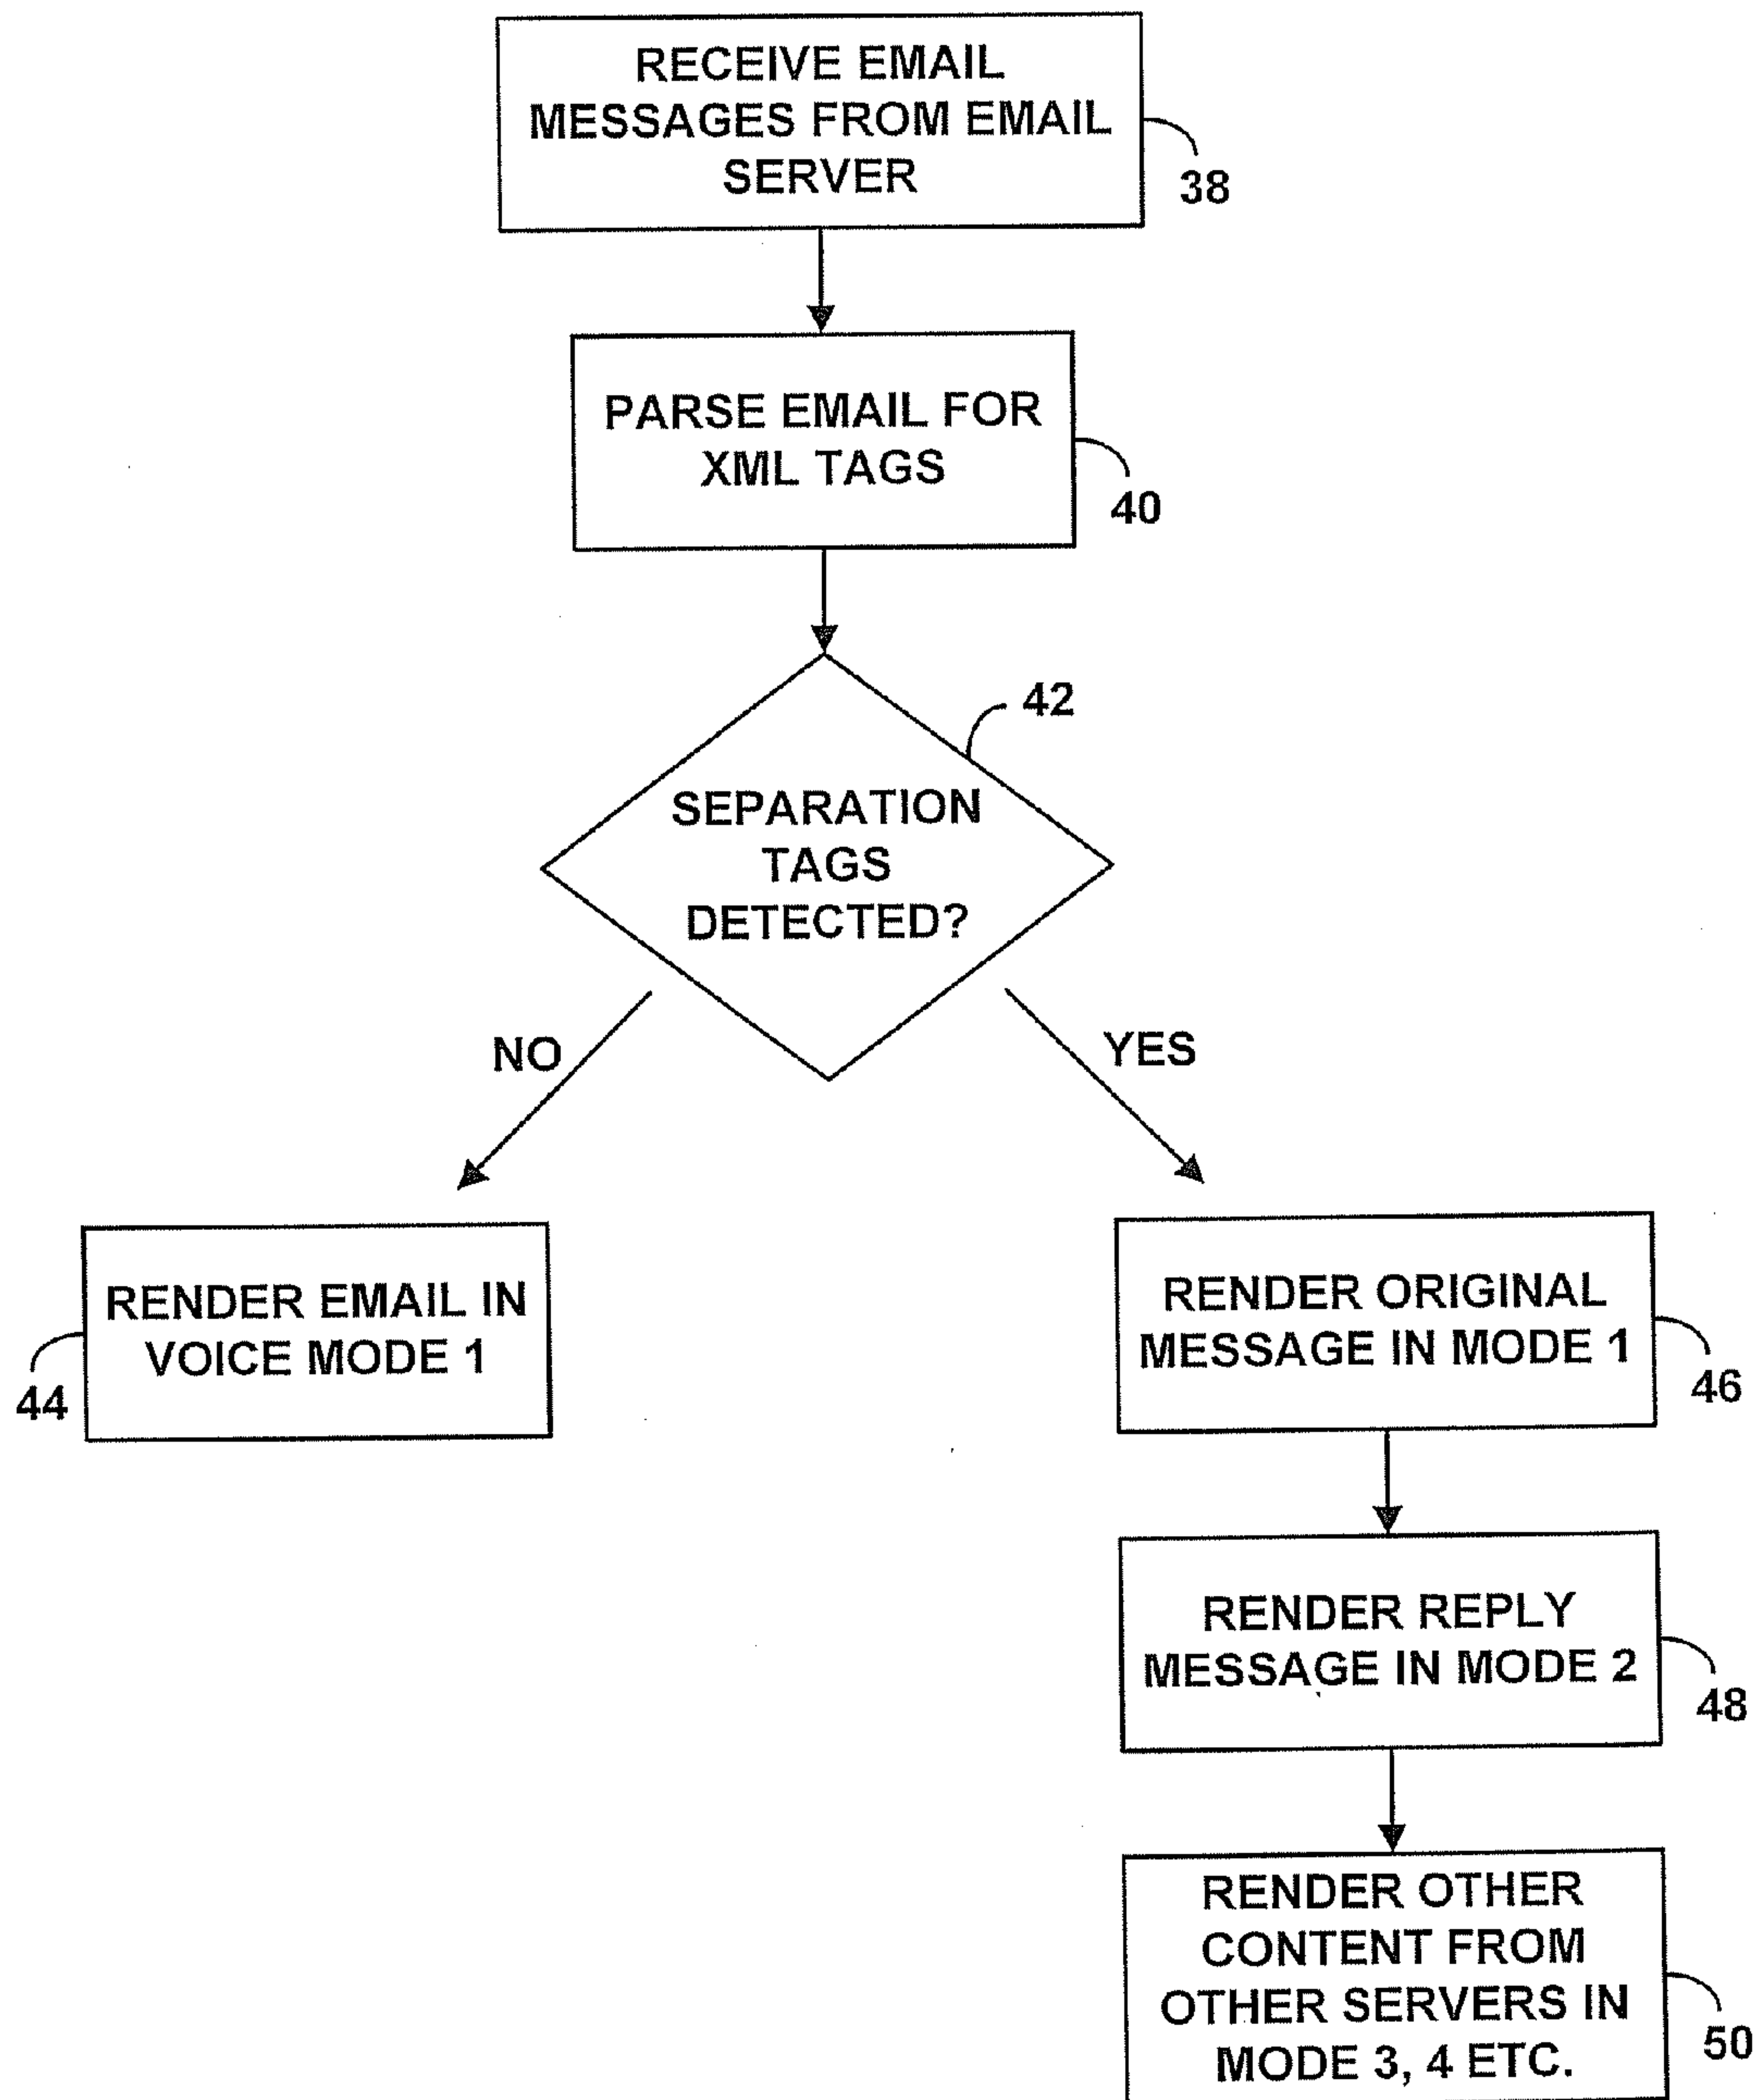 RECEIVE EMAIL
MESSAGES FROM EMAIL
SERVER
38
PARSE EMAIL FOR
XML TAGS
40
42
SEPARATION
TAGS
DETECTED?
NO
YES
RENDER EMAIL IN
VOICE MODE 1
44
RENDER ORIGINAL
MESSAGE IN MODE 1
46
RENDER REPLY
MESSAGE IN MODE 2
48
RENDER OTHER
CONTENT FROM
OTHER SERVERS IN
MODE 3, 4 ETC.
50